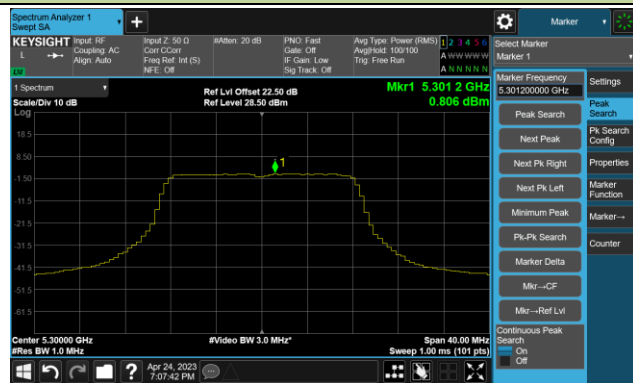 Spectrum Analyzer 1
Swept SA
Marker
KEYSIGHT
L
Input: RF
Coupling: AC
Align: Auto
Input Z: 50 Ω
Corr CCorr
Freq Ref: Int (S)
NFE: Off
#Atten: 20 dB
PNO: Fast
Gate: Off
IF Gain: Low
Sig Track: Off
Avg Type: Power (RMS)
Avg|Hold: 100/100
Trig: Free Run
1 2 3 4 5 6
A W W W W W
A N N N N N
Select Marker
Marker 1
1 Spectrum
Scale/Div 10 dB
Log
Ref Lvl Offset 22.50 dB
Ref Level 28.50 dBm
Mkr1 5.301 2 GHz
0.806 dBm
18.5
8.50
-1.50
-11.5
-21.5
-31.5
-41.5
-51.5
-61.5
1
Center 5.30000 GHz
#Res BW 1.0 MHz
#Video BW 3.0 MHz*
Span 40.00 MHz
Sweep 1.00 ms (101 pts)
Marker Frequency
5.301200000 GHz
Peak Search
Next Peak
Next Pk Right
Next Pk Left
Minimum Peak
Pk-Pk Search
Marker Delta
Mkr→CF
Mkr→Ref Lvl
Continuous Peak
Search
On
Off
Settings
Peak
Search
Pk Search
Config
Properties
Marker
Function
Marker→
Counter
?
Apr 24, 2023
7:07:42 PM